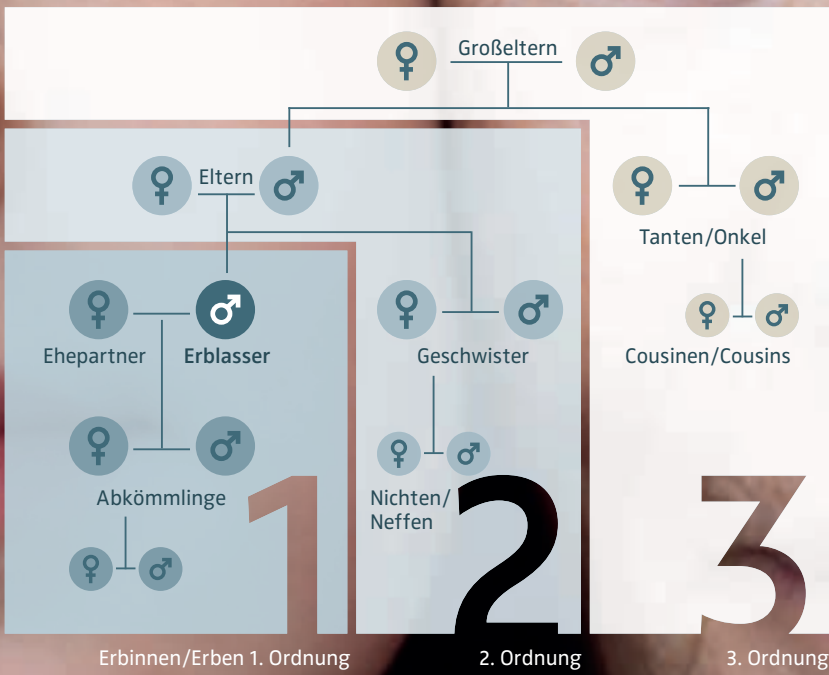 Großeltern
Eltern
Tanten/Onkel
Ehepartner
Erblasser
Geschwister
Cousinen/Cousins
Abkömmlinge
Nichten/
Neffen
1
2
3
Erbinnen/Erben 1. Ordnung
2. Ordnung
3. Ordnung